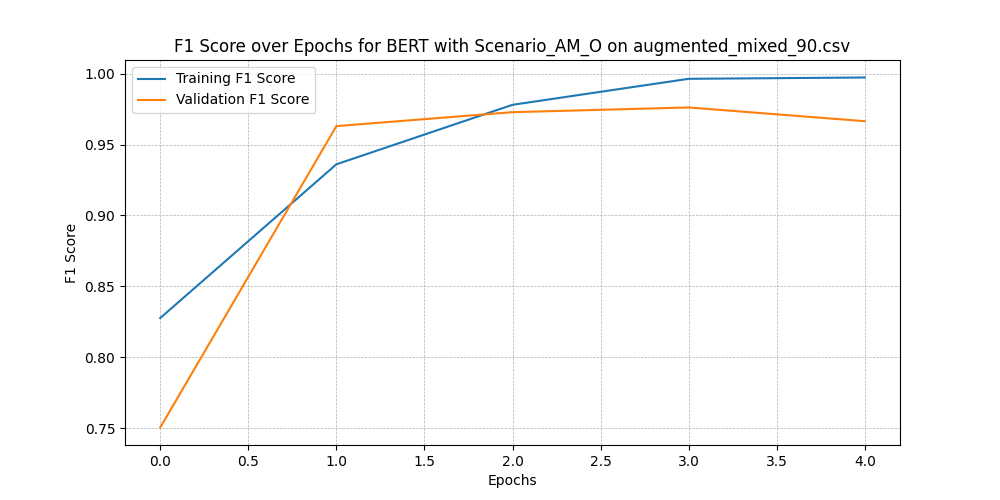 F1 Score over Epochs for BERT with Scenario_AM_O on augmented_mixed_90.csv
Training F1 Score
Validation F1 Score
1.00
0.95
0.90
0.85
0.80
0.75
F1 Score
0.0 0.5 1.0 1.5 2.0 2.5 3.0 3.5 4.0
Epochs